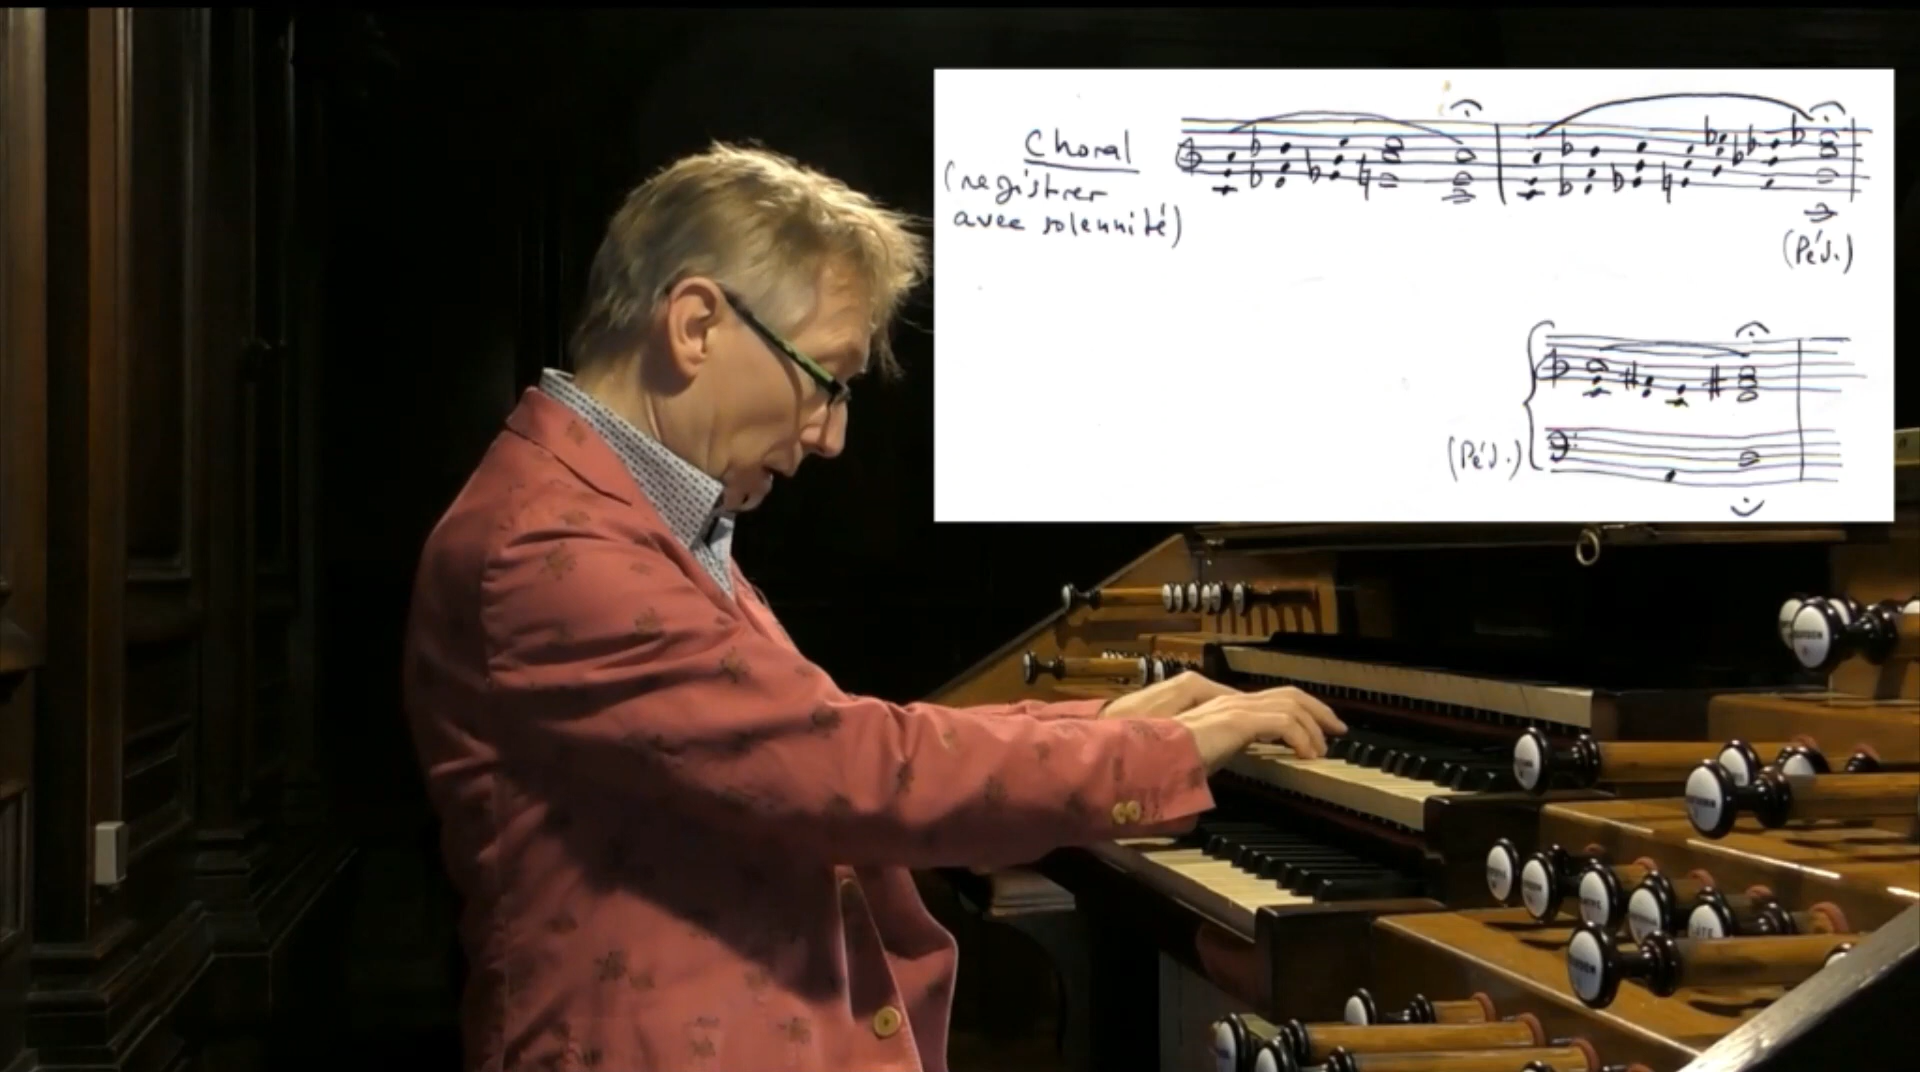 Choral
(registrer
avec solennité)
(Péd.)
(Péd.)